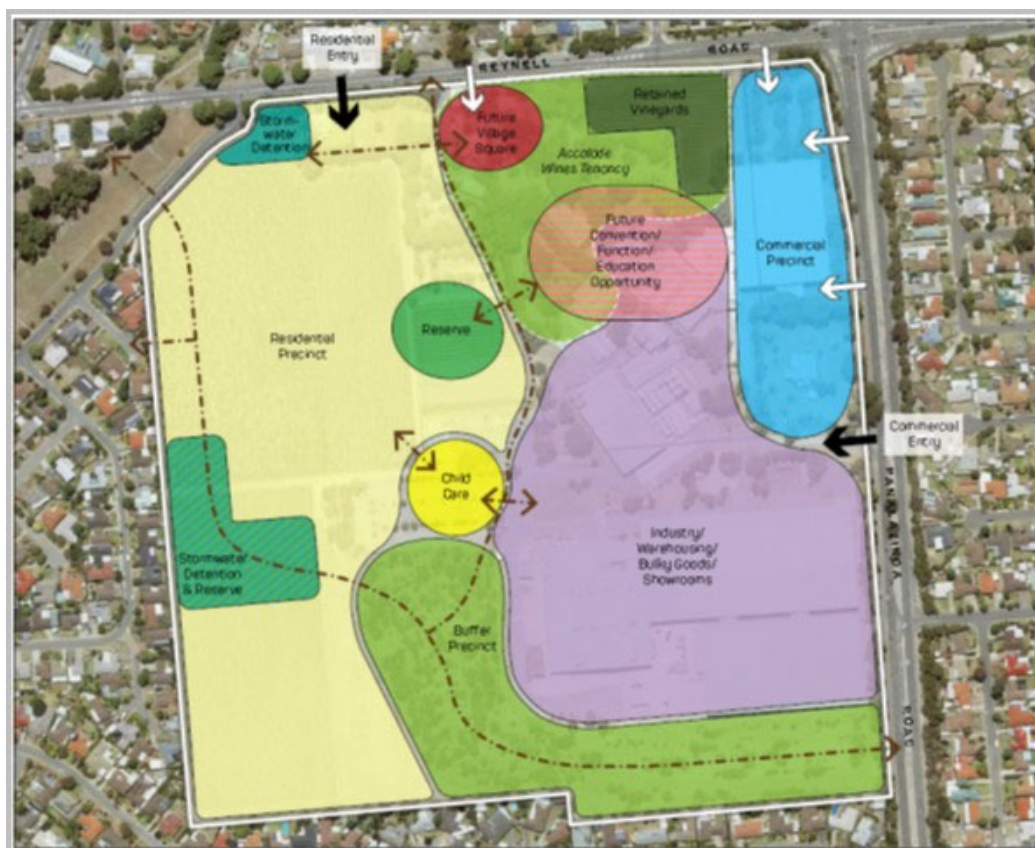 Residential
Entry
REYNELL
ROAD
Storm-
water
Detention
Future
Village
Square
Retained
Vineyards
Accolade
Wines Tenancy
Future
Convention/
Function/
Education
Opportunity
Commercial
Precinct
Reserve
Residential
Precinct
Commercial
Entry
Child
Care
PANALATINGA
Industry/
Warehousing/
Bulky Goods/
Showrooms
Stormwater
Detention
& Reserve
Buffer
Precinct
ROAD